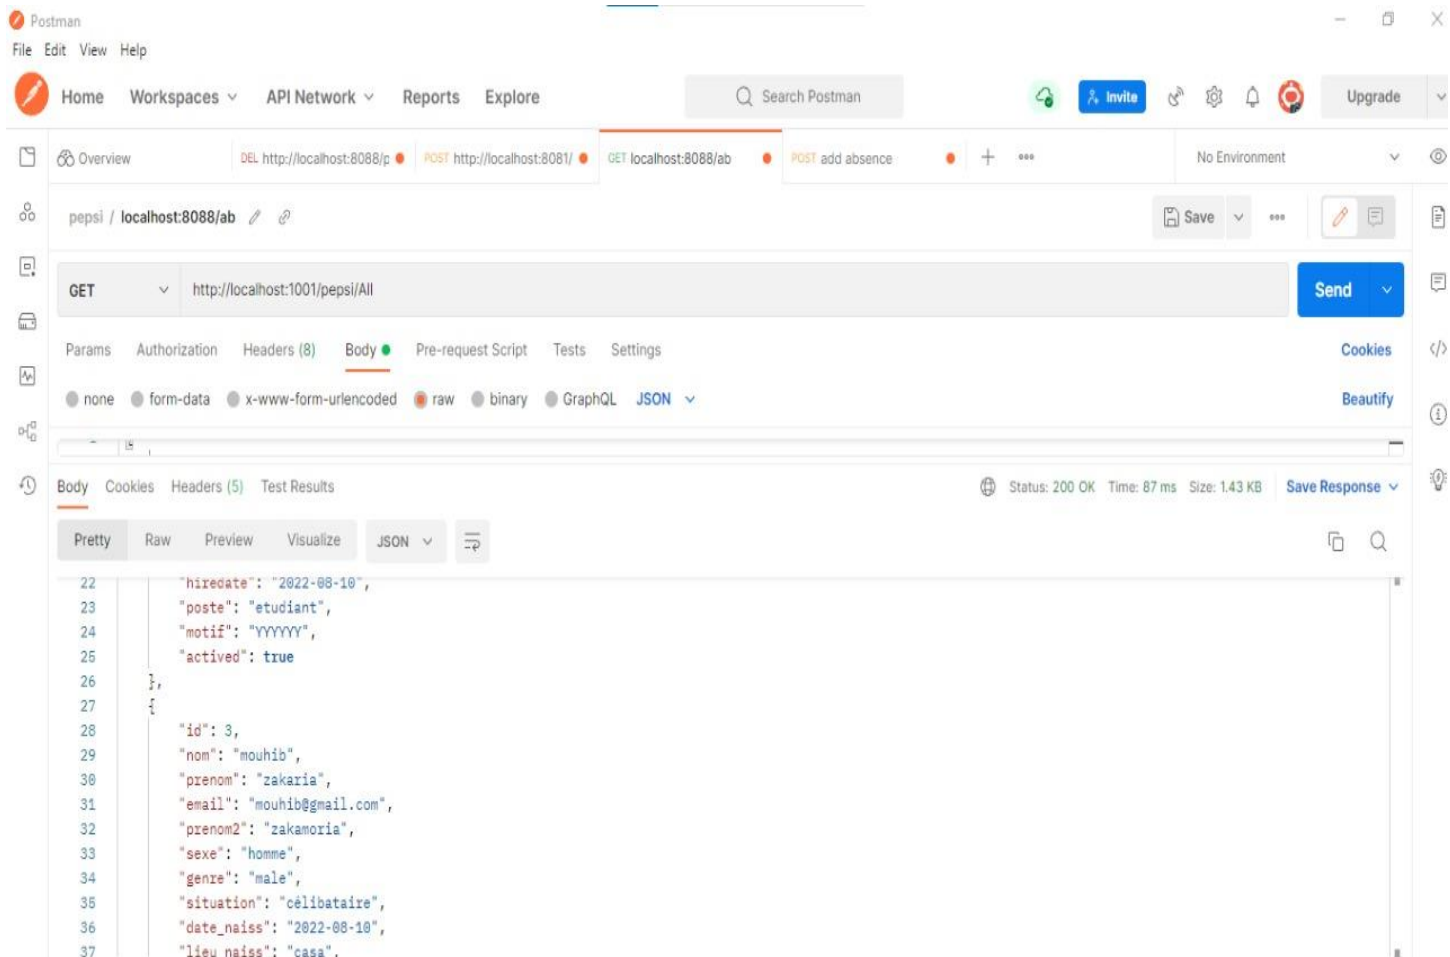 Postman
File Edit View Help
Home Workspaces API Network Reports Explore Search Postman Invite Upgrade
Overview DEL http://localhost:8088/p POST http://localhost:8081/ GET localhost:8088/ab POST add absence No Environment
pepsi / localhost:8088/ab Save
GET http://localhost:1001/pepsi/All Send
Params Authorization Headers (8) Body Pre-request Script Tests Settings Cookies
none form-data x-www-form-urlencoded raw binary GraphQL JSON Beautify
Body Cookies Headers (5) Test Results Status: 200 OK Time: 87 ms Size: 1.43 KB Save Response
Pretty Raw Preview Visualize JSON
22 "hiredate": "2022-08-10",
23 "poste": "etudiant",
24 "motif": "YYYYYY",
25 "actived": true
26 },
27 {
28 "id": 3,
29 "nom": "mouhib",
30 "prenom": "zakaria",
31 "email": "mouhib@gmail.com",
32 "prenom2": "zakamoria",
33 "sexe": "homme",
34 "genre": "male",
35 "situation": "célibataire",
36 "date_naiss": "2022-08-10",
37 "lieu_naiss": "casa",